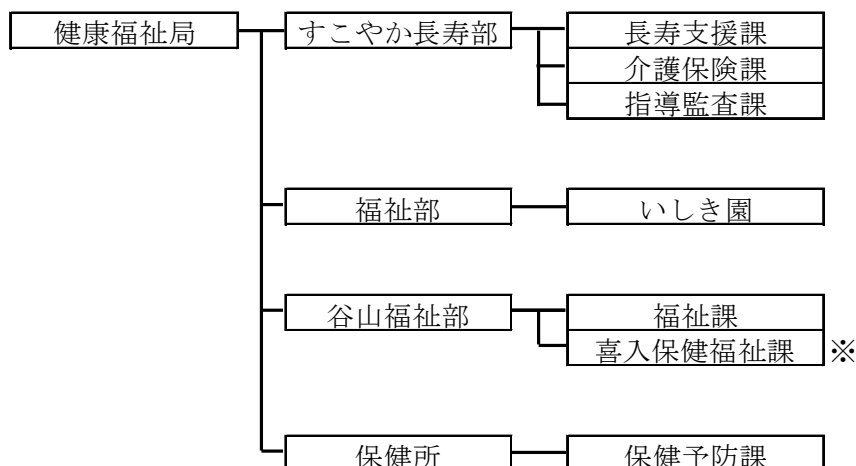 健康福祉局 すこやか長寿部 長寿支援課
介護保険課
指導監査課
福祉部 いしき園
谷山福祉部 福祉課
喜入保健福祉課 ※
保健所 保健予防課